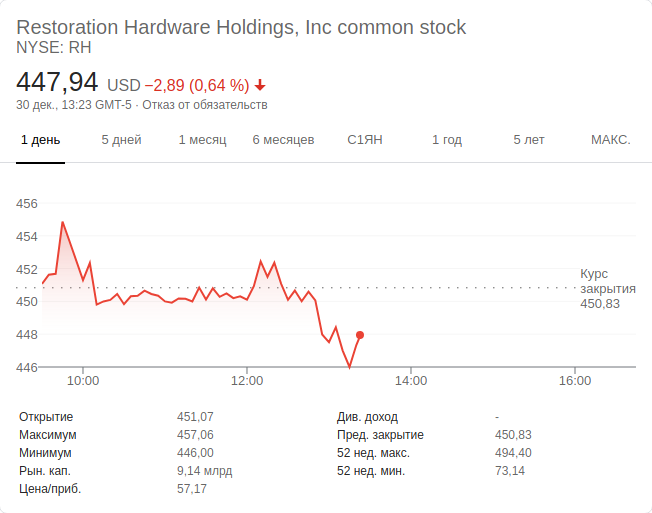 Restoration Hardware Holdings, Inc common stock
NYSE: RH
447,94 USD −2,89 (0,64 %)
30 дек., 13:23 GMT-5 · Отказ от обязательств
1 день 5 дней 1 месяц 6 месяцев С1ЯН 1 год 5 лет МАКС.
456
454
452
450
448
446
Курс
закрытия
450,83
10:00 12:00 14:00 16:00
Открытие 451,07
Максимум 457,06
Минимум 446,00
Рын. кап. 9,14 млрд
Цена/приб. 57,17
Див. доход -
Пред. закрытие 450,83
52 нед. макс. 494,40
52 нед. мин. 73,14